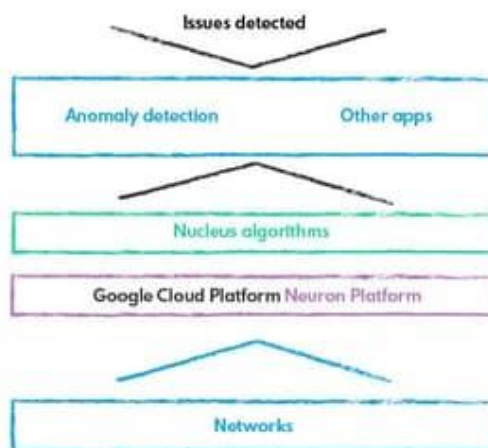 Issues detected
Anomaly detection Other apps
Nucleus algorithms
Google Cloud Platform Neuron Platform
Networks